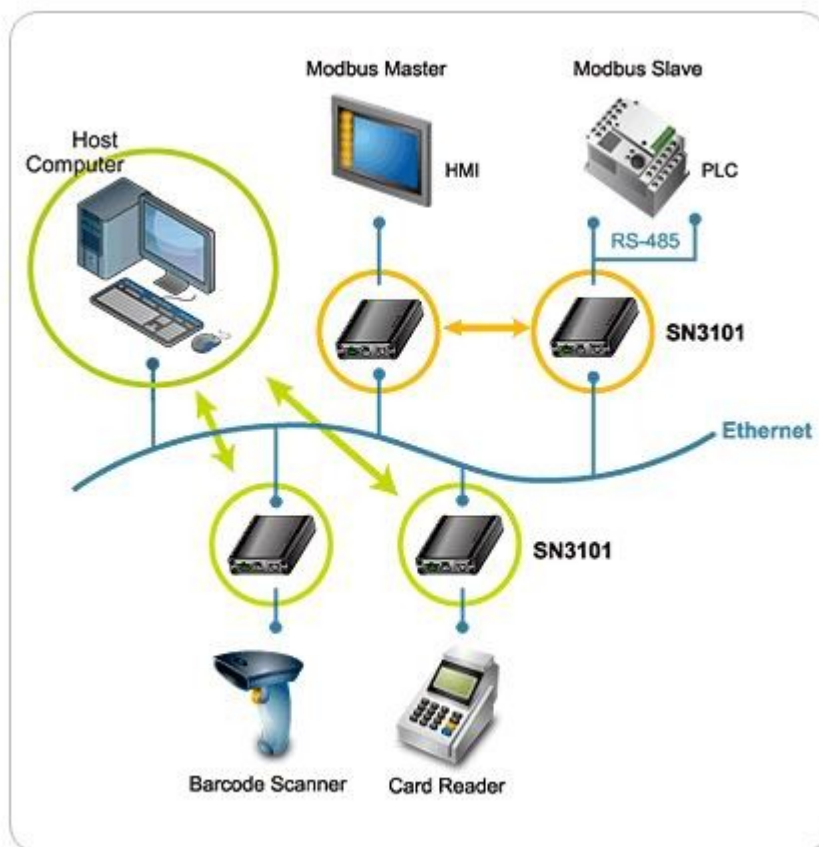 Modbus Master
Modbus Slave
Host
Computer
HMI
PLC
RS-485
SN3101
Ethernet
SN3101
Barcode Scanner
Card Reader